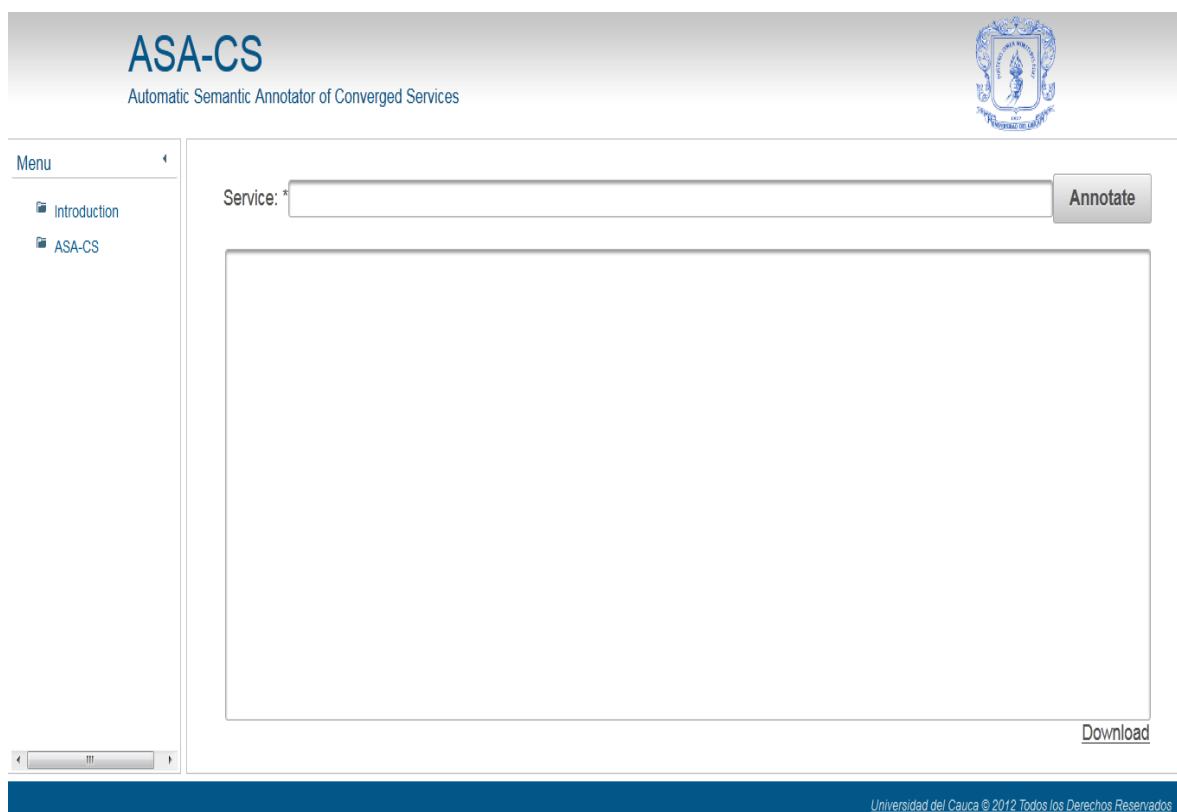 ASA-CS
Automatic Semantic Annotator of Converged Services
Menu
Introduction
ASA-CS
Service: *
Annotate
Download
Universidad del Cauca © 2012 Todos los Derechos Reservados